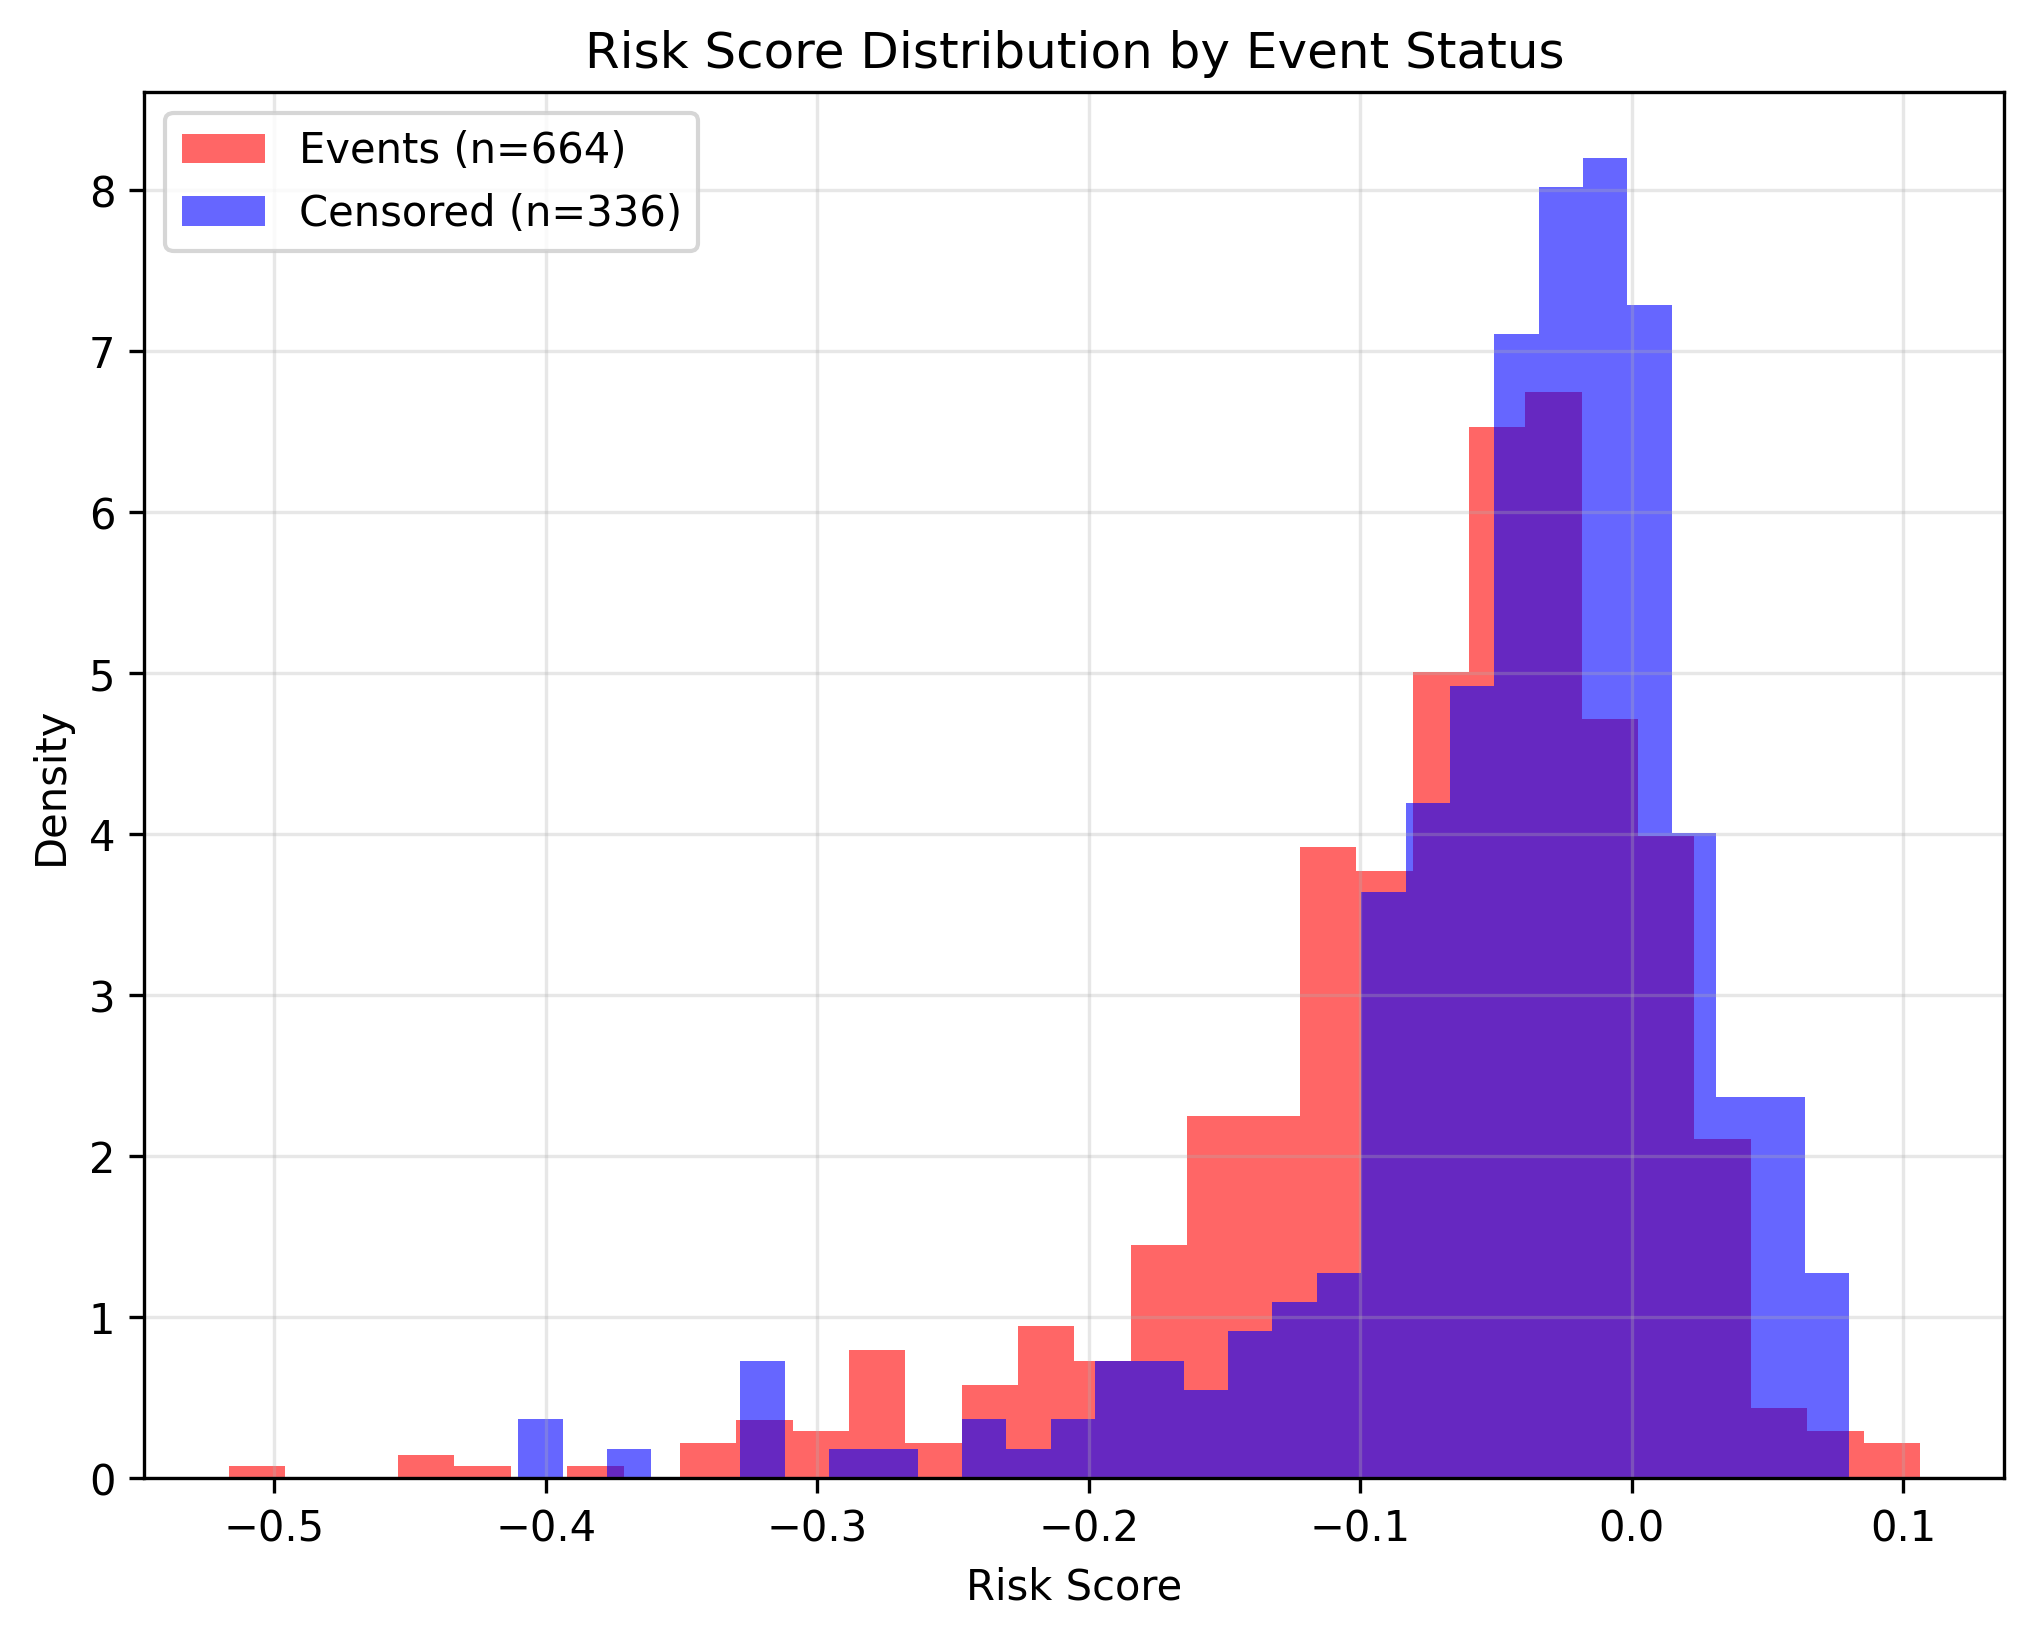 Risk Score Distribution by Event Status
Events (n=664)
Censored (n=336)
8
7
6
5
4
3
2
1
0
Density
−0.5 −0.4 −0.3 −0.2 −0.1 0.0 0.1
Risk Score